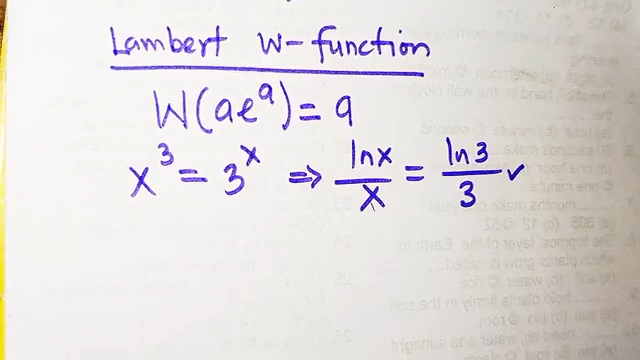 Lambert W-function
W(ae^a) = a
x^3 = 3^x ⇒ lnx/x = ln3/3 ✓